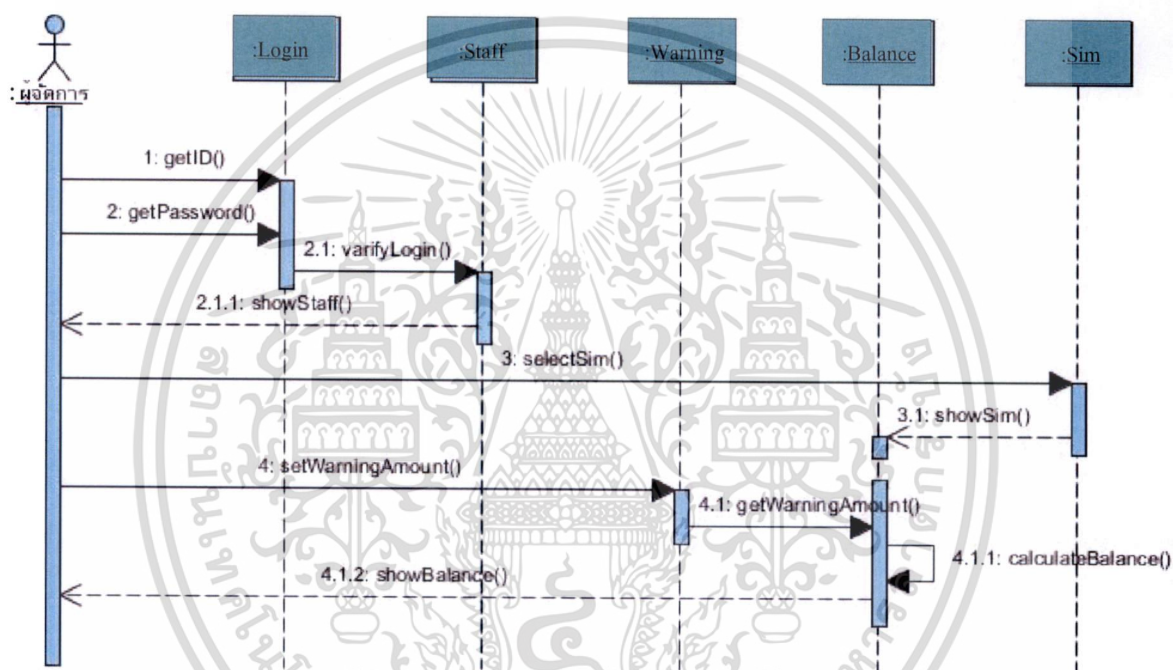 :Login
:Staff
:Warning
:Balance
:Sim
: ผู้จัดการ
1: getID()
2: getPassword()
2.1: varifyLogin()
2.1.1: showStaff()
3: selectSim()
3.1: showSim()
4: setWarningAmount()
4.1: getWarningAmount()
4.1.1: calculateBalance()
4.1.2: showBalance()